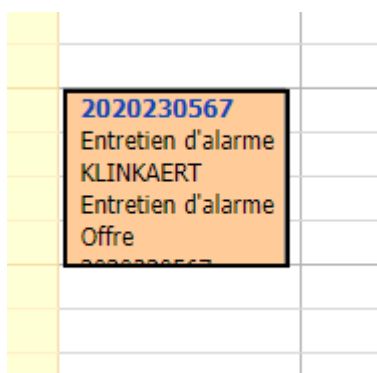 2020230567
Entretien d'alarme
KLINKAERT
Entretien d'alarme
Offre